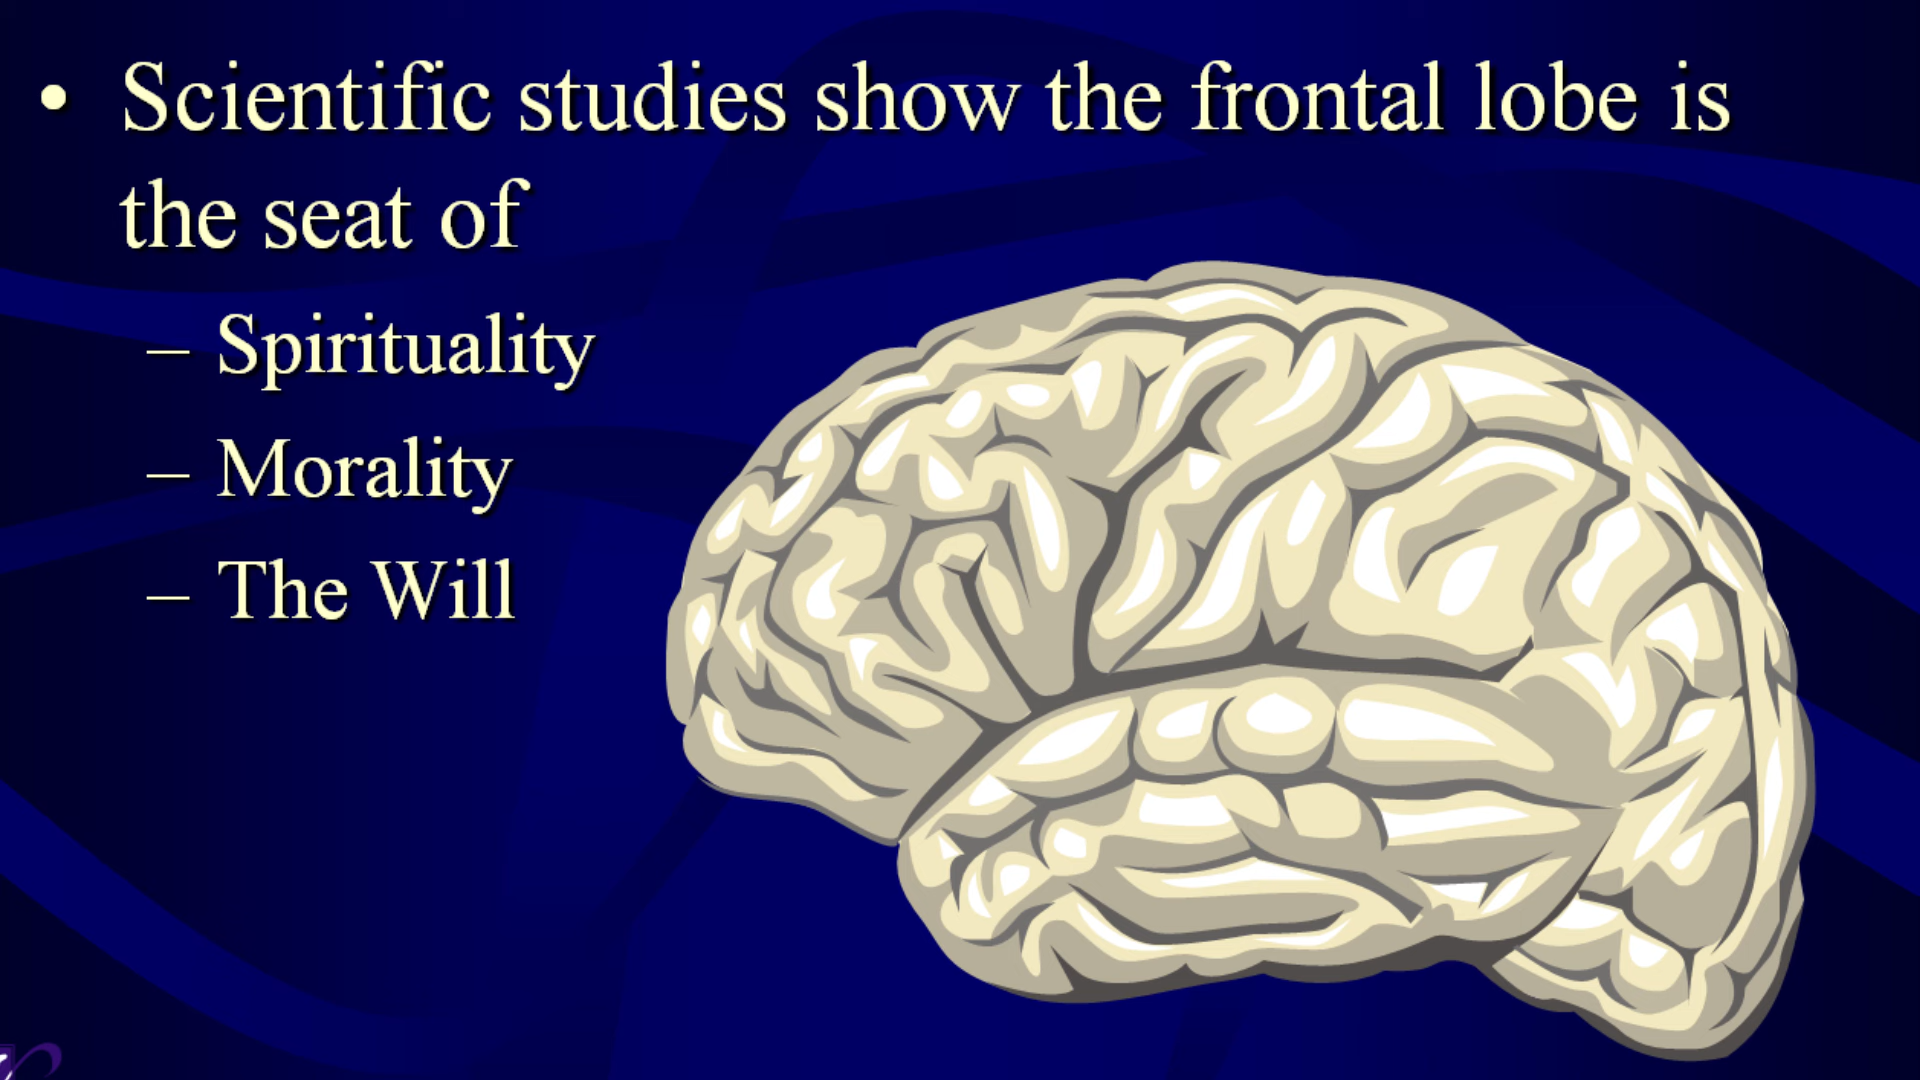 • Scientific studies show the frontal lobe is
the seat of
– Spirituality
– Morality
– The Will